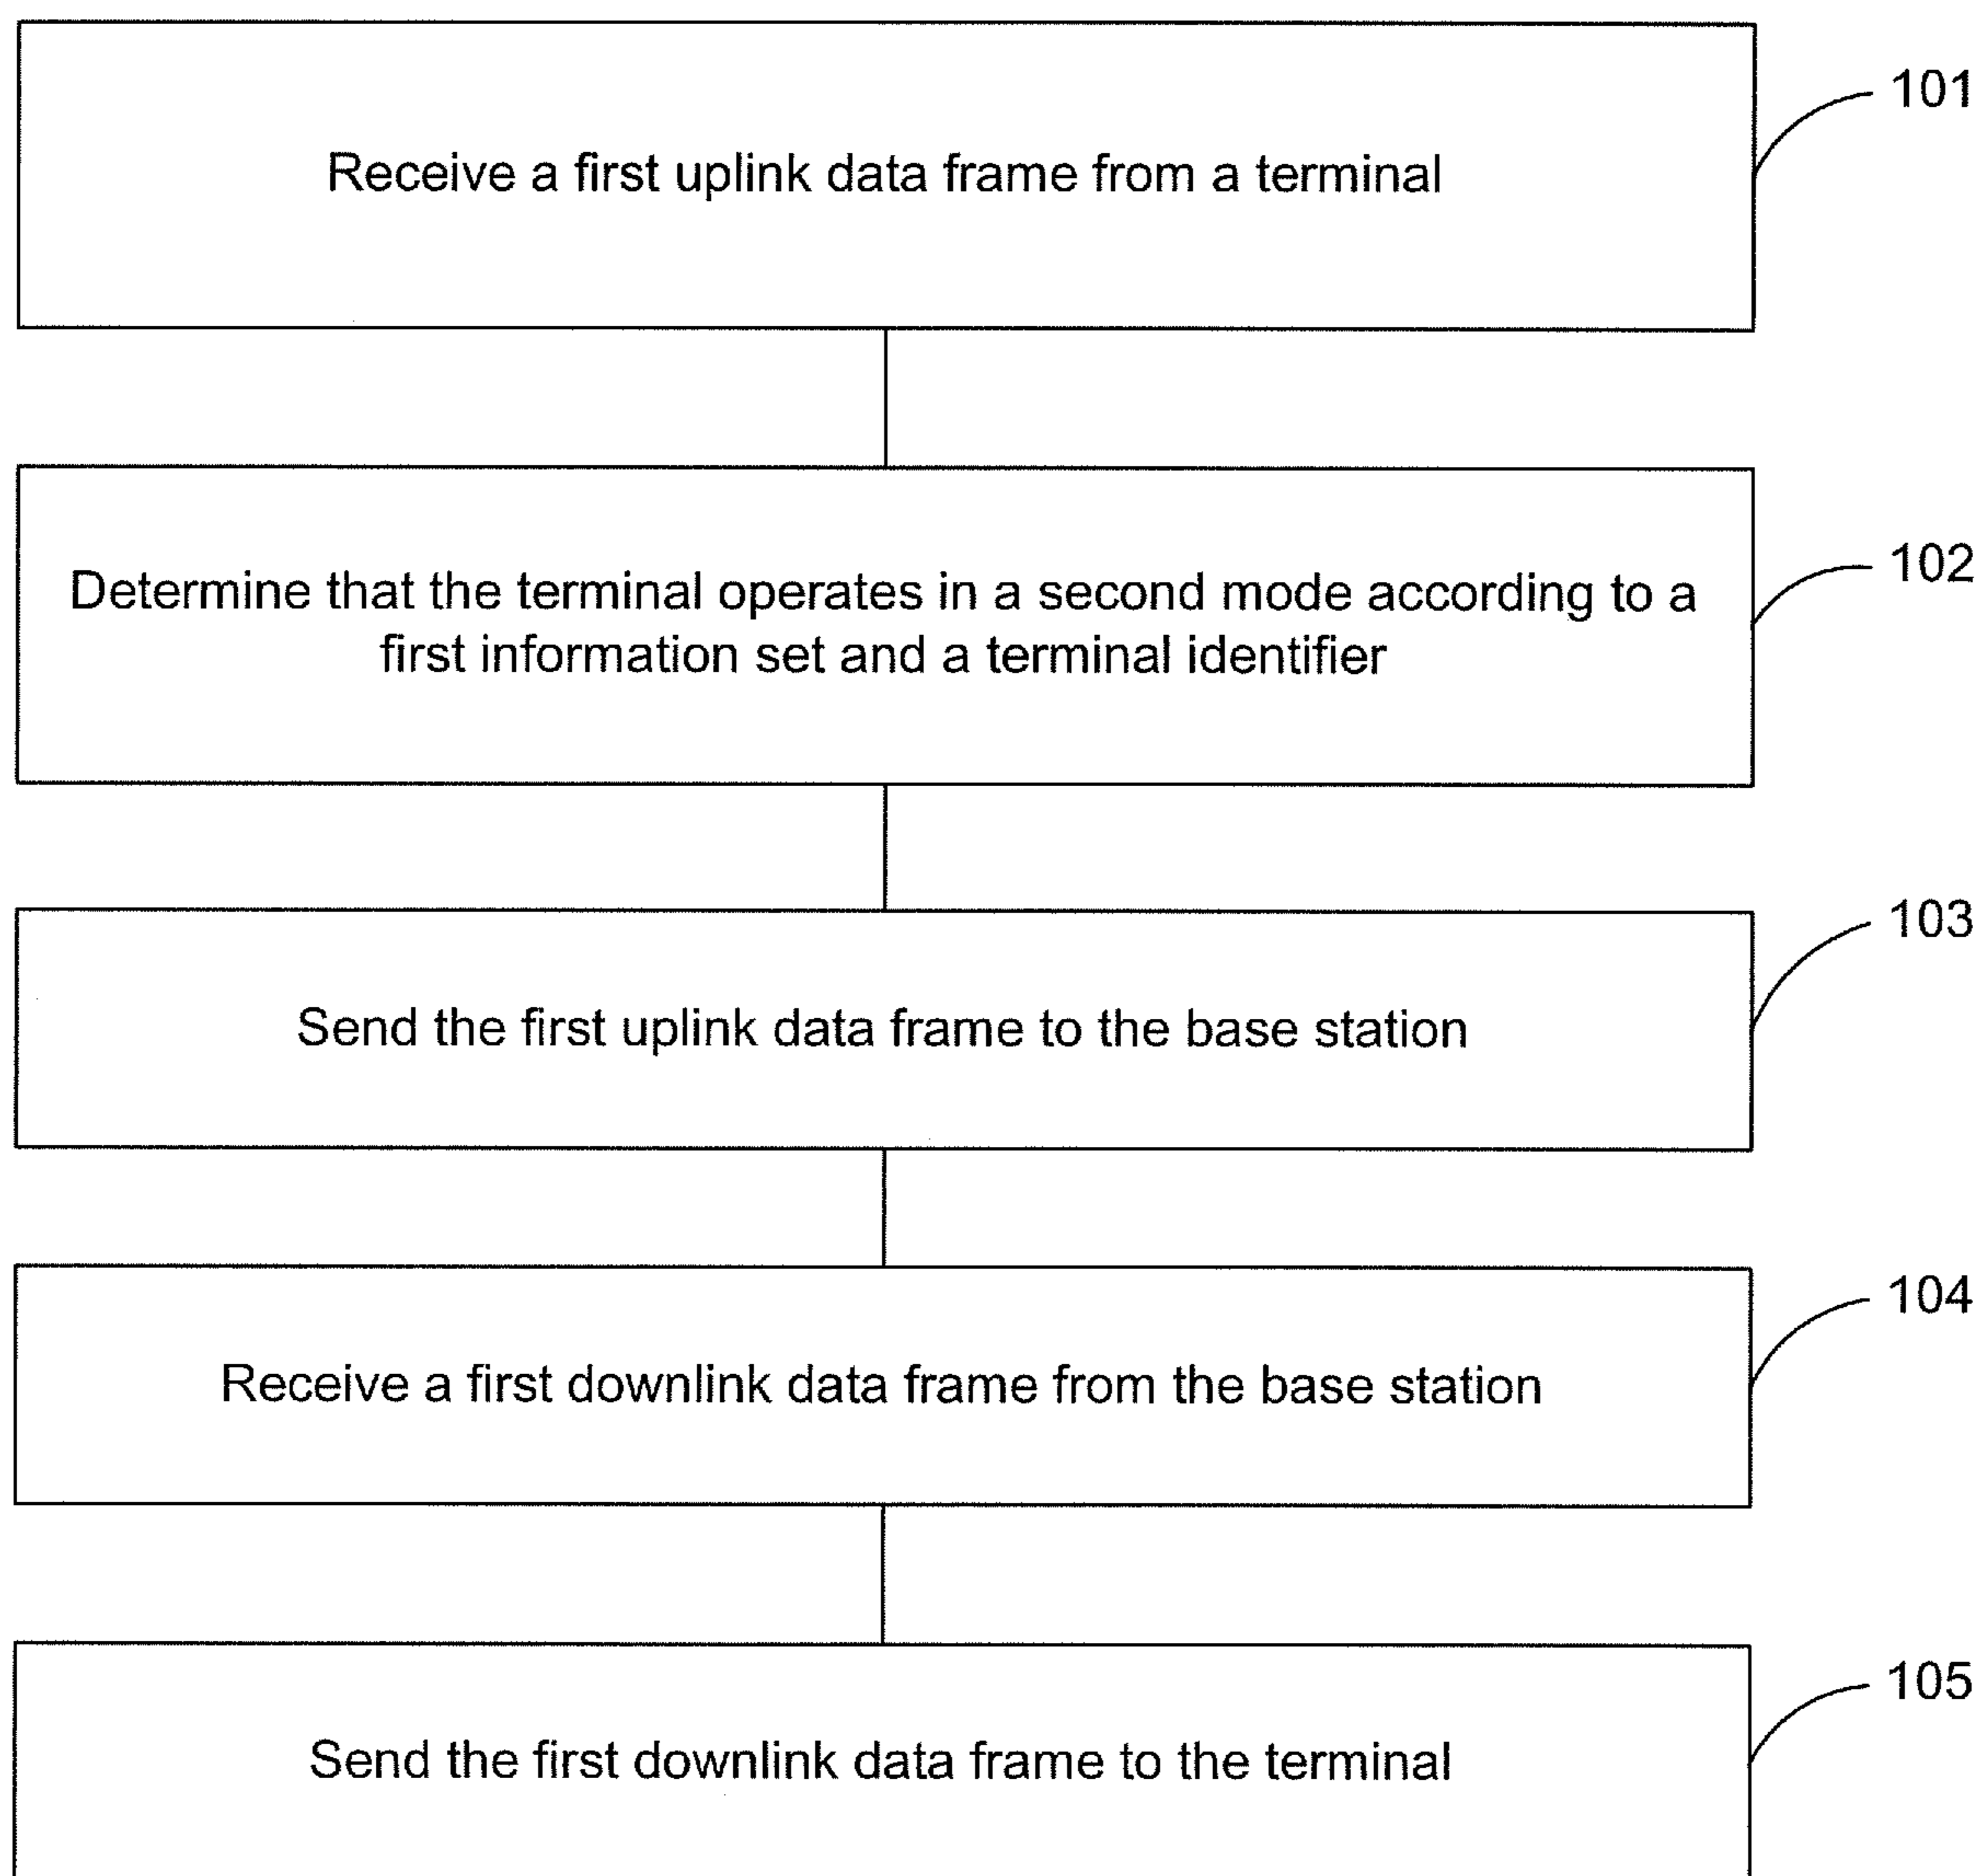 Receive a first uplink data frame from a terminal
101
Determine that the terminal operates in a second mode according to a
first information set and a terminal identifier
102
Send the first uplink data frame to the base station
103
Receive a first downlink data frame from the base station
104
Send the first downlink data frame to the terminal
105